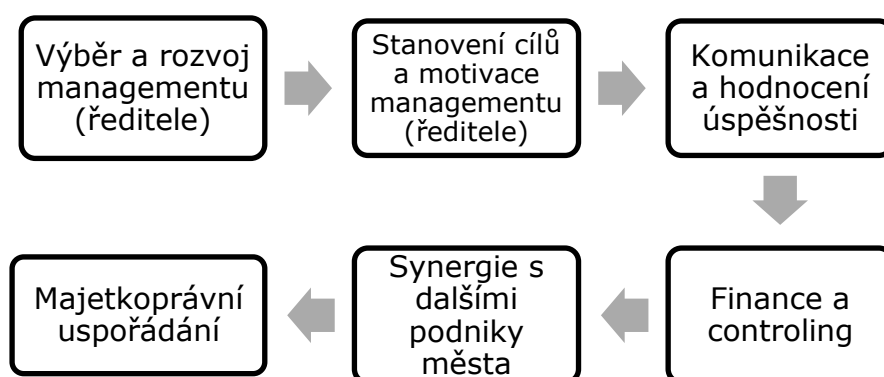 Výběr a rozvoj
managementu
(ředitele)
Stanovení cílů
a motivace
managementu
(ředitele)
Komunikace
a hodnocení
úspěšnosti
Finance a
controling
Synergie s
dalšími
podniky
města
Majetkoprávní
uspořádání